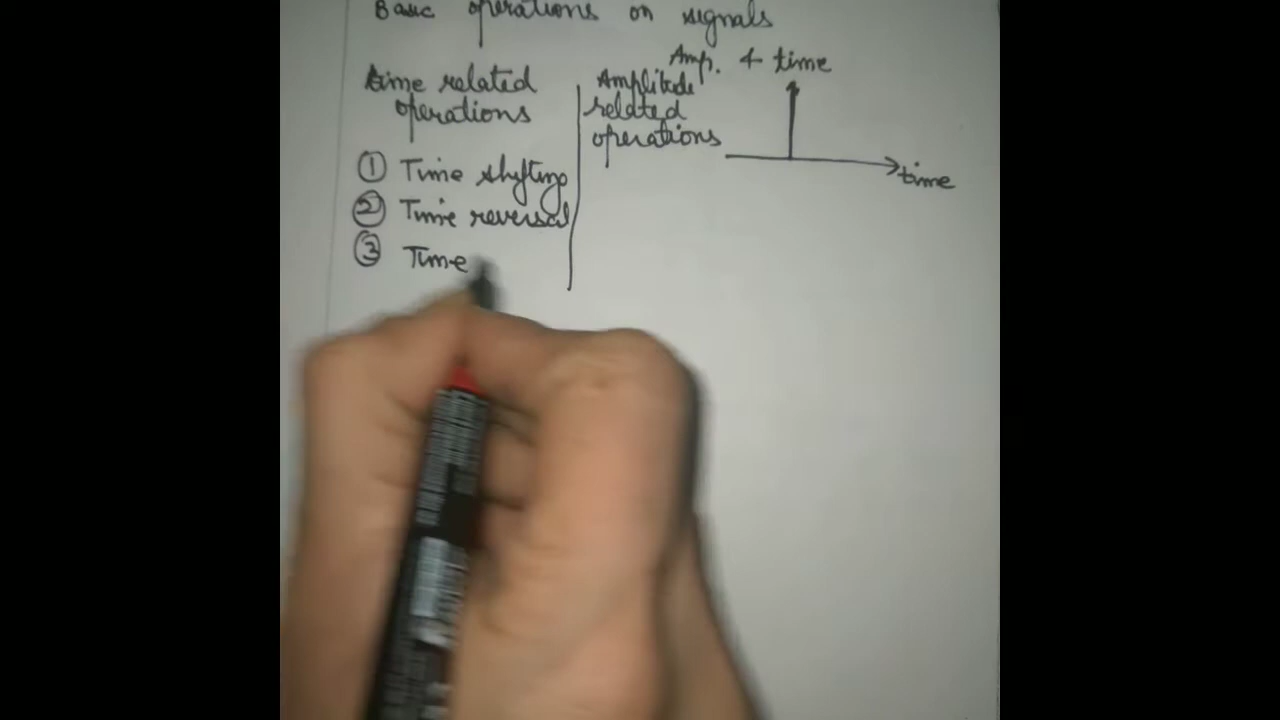 Basic operations on signals
Amp. & time
time related
operations
① Time shifting
② Time reversal
③ Time
Amplitude
related
operations
time